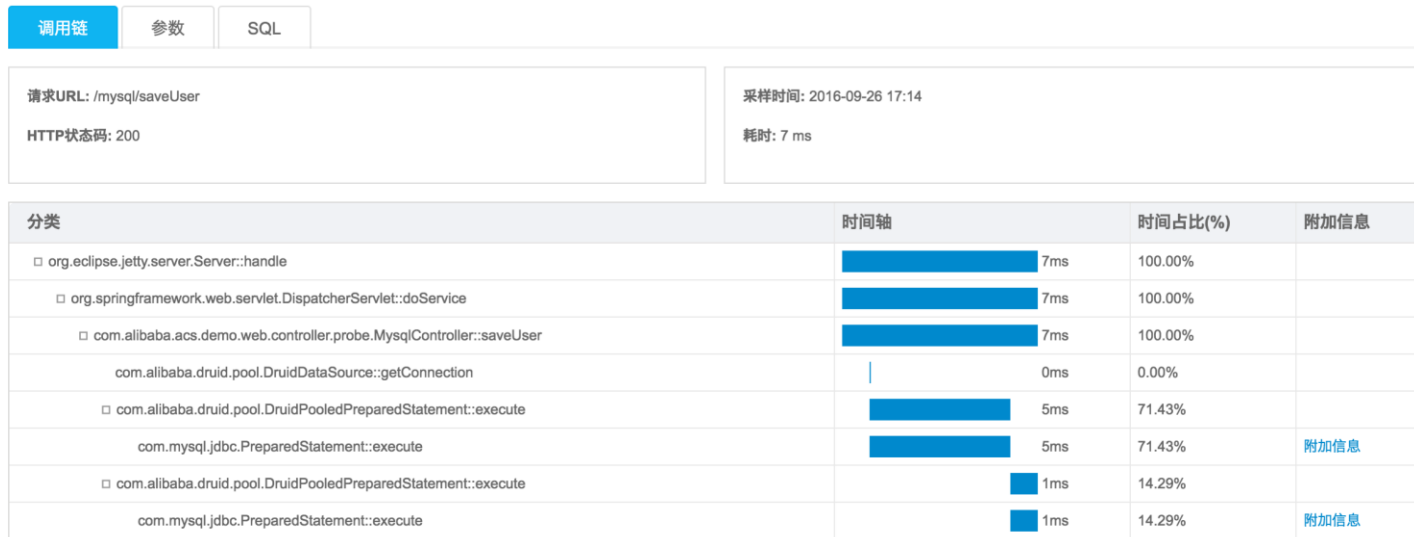 调用链 参数 SQL
请求URL: /mysql/saveUser 采样时间: 2016-09-26 17:14
HTTP状态码: 200 耗时: 7 ms
分类 时间轴 时间占比(%) 附加信息
org.eclipse.jetty.server.Server::handle 7ms 100.00%
org.springframework.web.servlet.DispatcherServlet::doService 7ms 100.00%
com.alibaba.acs.demo.web.controller.probe.MysqlController::saveUser 7ms 100.00%
com.alibaba.druid.pool.DruidDataSource::getConnection 0ms 0.00%
com.alibaba.druid.pool.DruidPooledPreparedStatement::execute 5ms 71.43%
com.mysql.jdbc.PreparedStatement::execute 5ms 71.43% 附加信息
com.alibaba.druid.pool.DruidPooledPreparedStatement::execute 1ms 14.29%
com.mysql.jdbc.PreparedStatement::execute 1ms 14.29% 附加信息